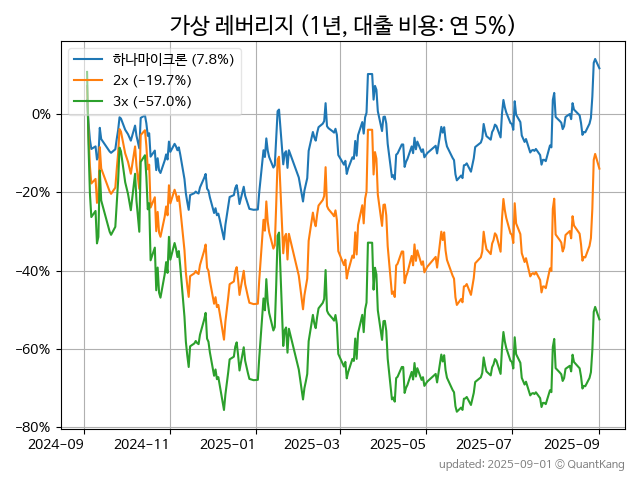 가상 레버리지 (1년, 대출 비용: 연 5%)
하나마이크론 (7.8%)
2x (−19.7%)
3x (−57.0%)
0%
−20%
−40%
−60%
−80%
2024-09 2024-11 2025-01 2025-03 2025-05 2025-07 2025-09
updated: 2025-09-01 © QuantKang